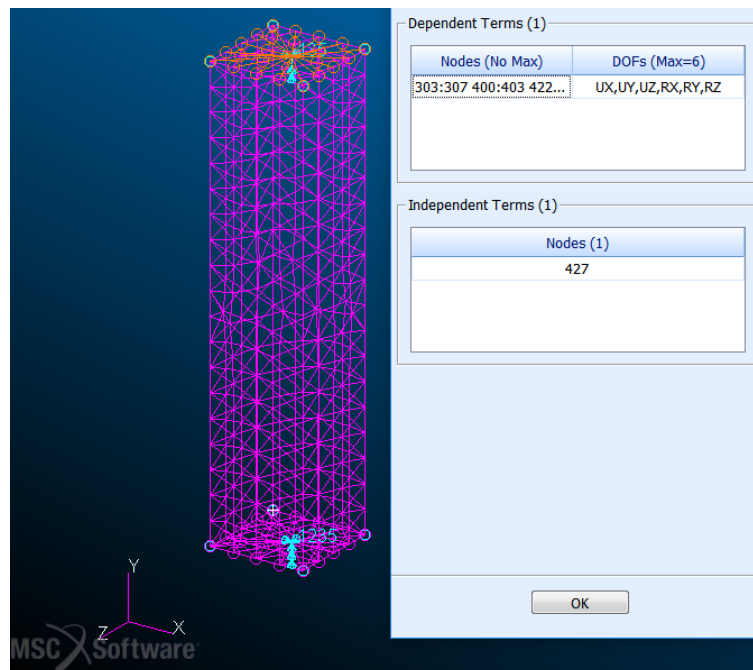 Dependent Terms (1)
Nodes (No Max) DOFs (Max=6)
303:307 400:403 422... UX,UY,UZ,RX,RY,RZ
Independent Terms (1)
Nodes (1)
427
1235
Y
Z X
MSC Software
OK